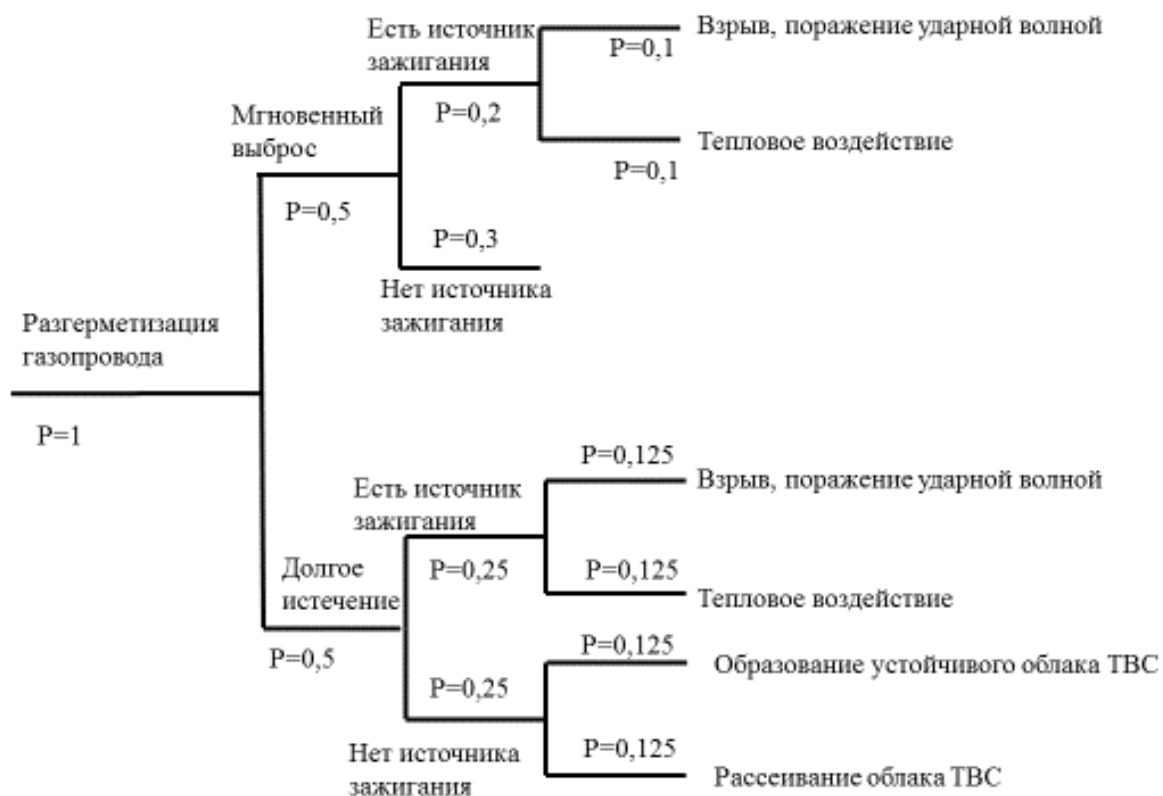 Есть источник
зажигания
P=0,1
Взрыв, поражение ударной волной
Мгновенный
выброс
P=0,2
Тепловое воздействие
P=0,1
P=0,5
P=0,3
Нет источника
зажигания
Разгерметизация
газопровода
P=1
P=0,125
Взрыв, поражение ударной волной
Есть источник
зажигания
Долгое
истечение
P=0,25
P=0,125
Тепловое воздействие
P=0,5
P=0,125
Образование устойчивого облака ТВС
P=0,25
Нет источника
зажигания
P=0,125
Рассеивание облака ТВС